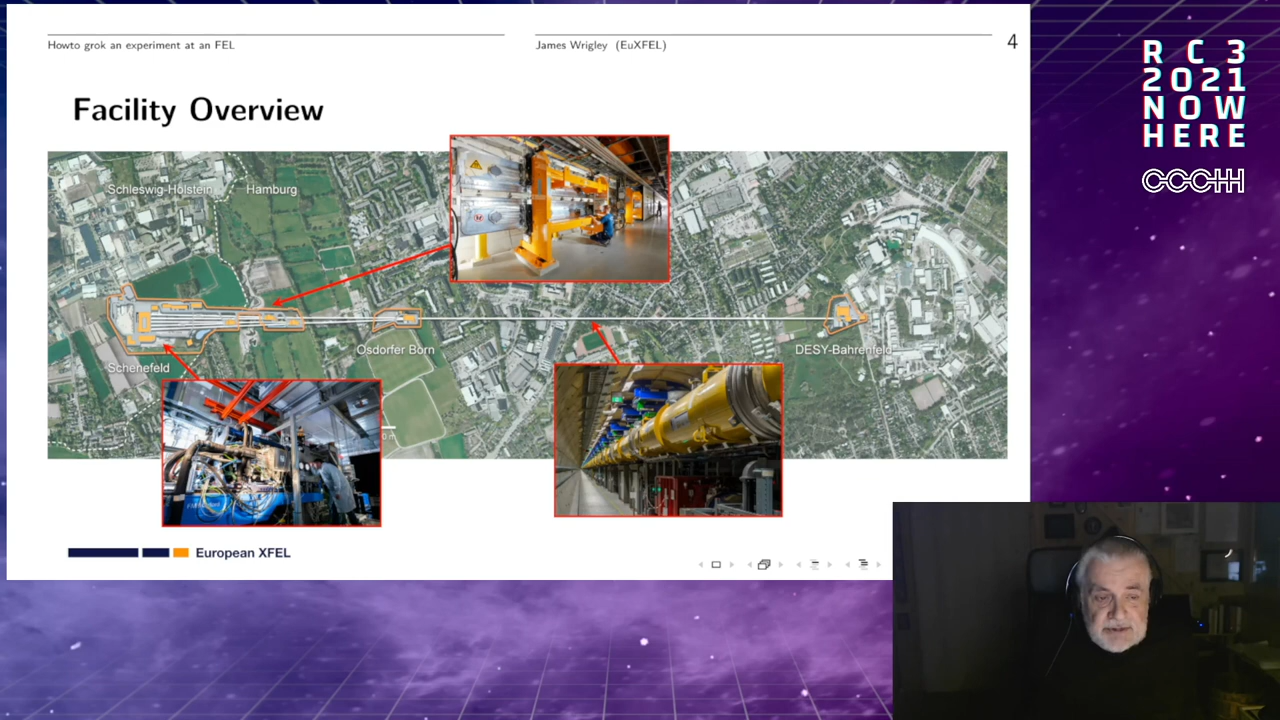 Howto grok an experiment at an FEL
James Wrigley (EuXFEL)
4
Facility Overview
Schleswig-Holstein
Hamburg
Osdorfer Born
DESY-Bahrenfeld
Schenefeld
European XFEL
RC3
2021
NOW
HERE
CCCHH